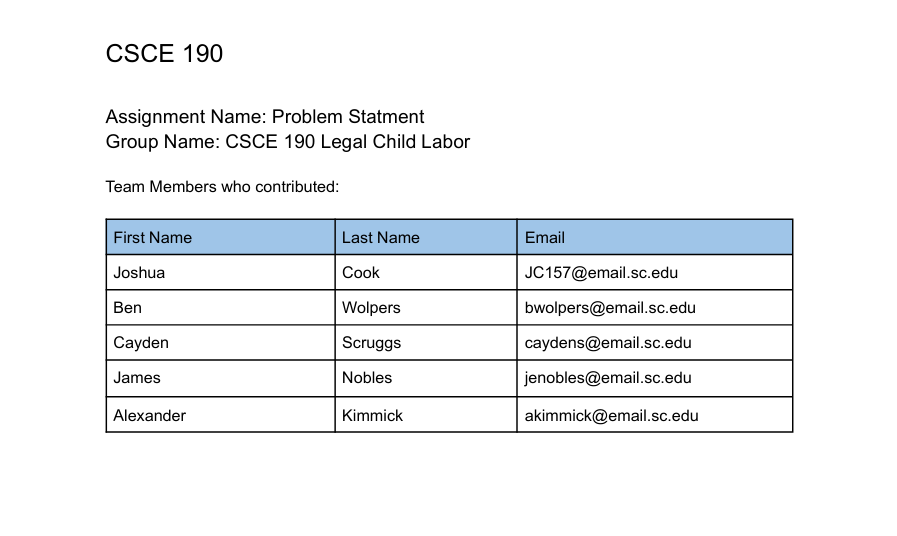 CSCE 190
Assignment Name: Problem Statment
Group Name: CSCE 190 Legal Child Labor
Team Members who contributed:
First Name Last Name Email
Joshua Cook JC157@email.sc.edu
Ben Wolpers bwolpers@email.sc.edu
Cayden Scruggs caydens@email.sc.edu
James Nobles jenobles@email.sc.edu
Alexander Kimmick akimmick@email.sc.edu